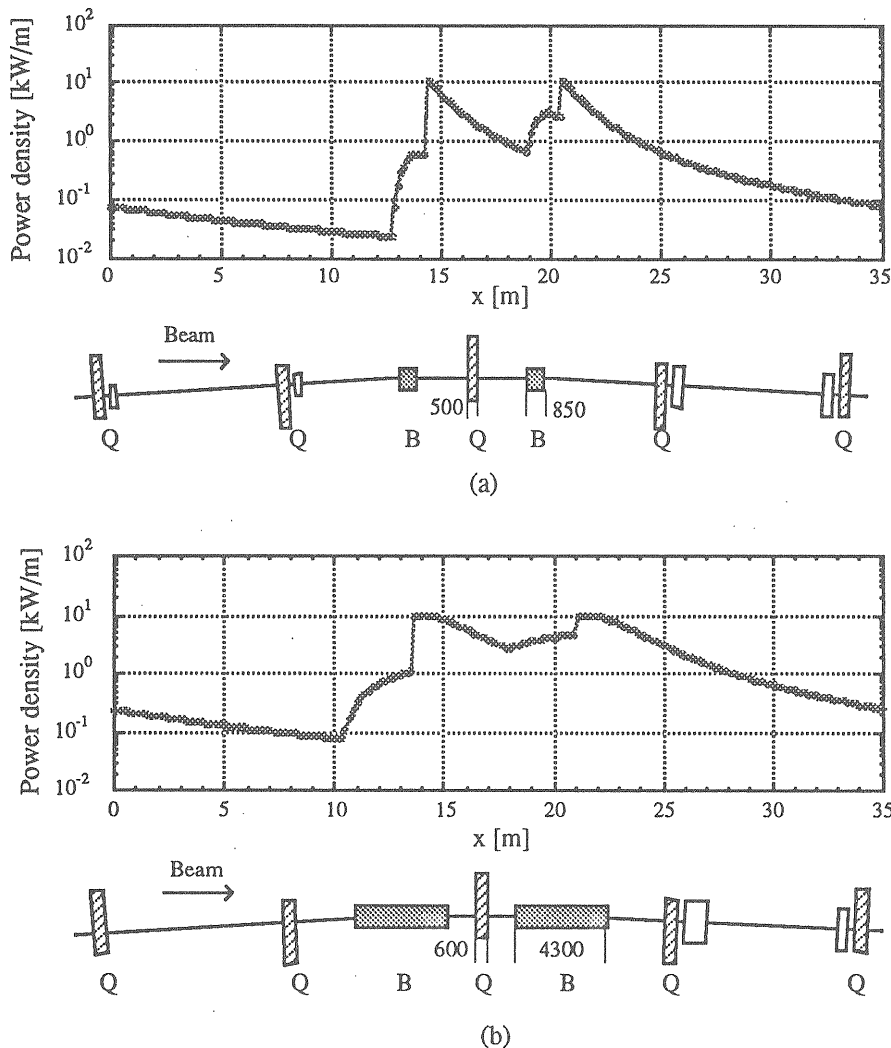 Power density [kW/m]
10²
10¹
10⁰
10⁻¹
10⁻²
0 5 10 15 20 25 30 35
x [m]
Beam
500 850
Q Q B Q B Q Q
(a)
Power density [kW/m]
10²
10¹
10⁰
10⁻¹
10⁻²
0 5 10 15 20 25 30 35
x [m]
Beam
600 4300
Q Q B Q B Q Q
(b)